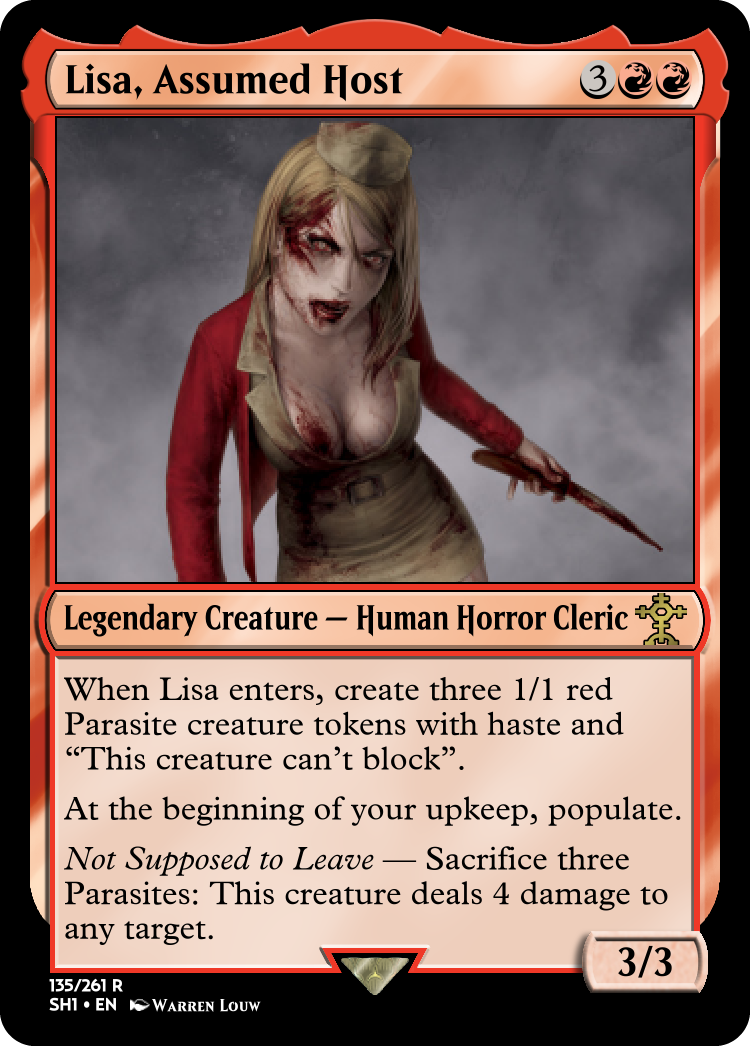 Lisa, Assumed Host 3
Legendary Creature — Human Horror Cleric
When Lisa enters, create three 1/1 red
Parasite creature tokens with haste and
“This creature can’t block”.
At the beginning of your upkeep, populate.
Not Supposed to Leave — Sacrifice three
Parasites: This creature deals 4 damage to
any target.
3/3
135/261 R
SH1 • EN Warren Louw